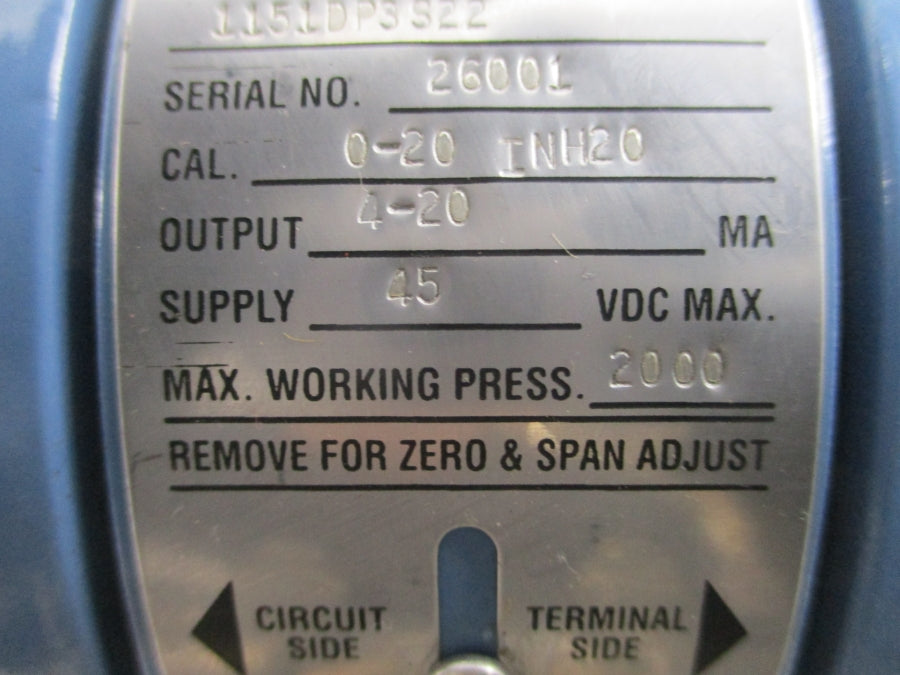 1151DP3S22
SERIAL NO. 26001
CAL. 0-20 INH20
OUTPUT 4-20 MA
SUPPLY 45 VDC MAX.
MAX. WORKING PRESS. 2000
REMOVE FOR ZERO & SPAN ADJUST
CIRCUIT SIDE
TERMINAL SIDE